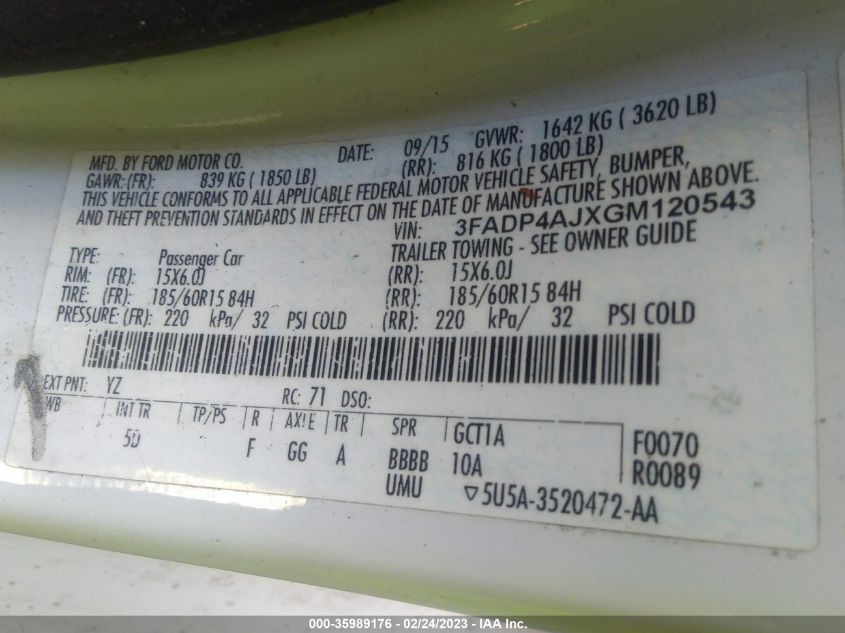 MFD. BY FORD MOTOR CO. DATE: 09/15 GVWR: 1642 KG ( 3620 LB)
GAWR:(FR): 839 KG ( 1850 LB) (RR): 816 KG ( 1800 LB)
THIS VEHICLE CONFORMS TO ALL APPLICABLE FEDERAL MOTOR VEHICLE SAFETY, BUMPER,
AND THEFT PREVENTION STANDARDS IN EFFECT ON THE DATE OF MANUFACTURE SHOWN ABOVE.
VIN: 3FADP4AJXGM120543
TYPE: Passenger Car TRAILER TOWING - SEE OWNER GUIDE
RIM: (FR): 15X6.0J (RR): 15X6.0J
TIRE: (FR): 185/60R15 84H (RR): 185/60R15 84H
PRESSURE: (FR): 220 kPa/ 32 PSI COLD (RR): 220 kPa/ 32 PSI COLD
EXT PNT: YZ RC: 71 DSO:
WB INT TR TP/PS R AXLE TR SPR GCT1A F0070
5D F GG A BBBB 10A R0089
UMU ▽5U5A-3520472-AA
000-35989176 - 02/24/2023 - IAA Inc.